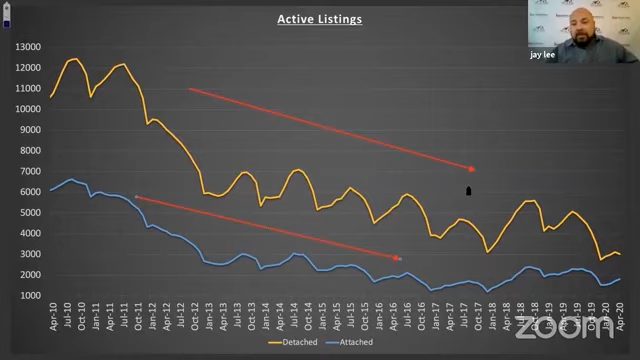 Active Listings
jay lee
13000
12000
11000
10000
9000
8000
7000
6000
5000
4000
3000
2000
1000
Apr-10
Jul-10
Oct-10
Jan-11
Apr-11
Jul-11
Oct-11
Jan-12
Apr-12
Jul-12
Oct-12
Jan-13
Apr-13
Jul-13
Oct-13
Jan-14
Apr-14
Jul-14
Oct-14
Jan-15
Apr-15
Jul-15
Oct-15
Jan-16
Apr-16
Jul-16
Oct-16
Jan-17
Apr-17
Jul-17
Oct-17
Jan-18
Apr-18
Jul-18
Oct-18
Jan-19
Apr-19
Jul-19
Oct-19
Jan-20
Apr-20
Detached Attached
zoom